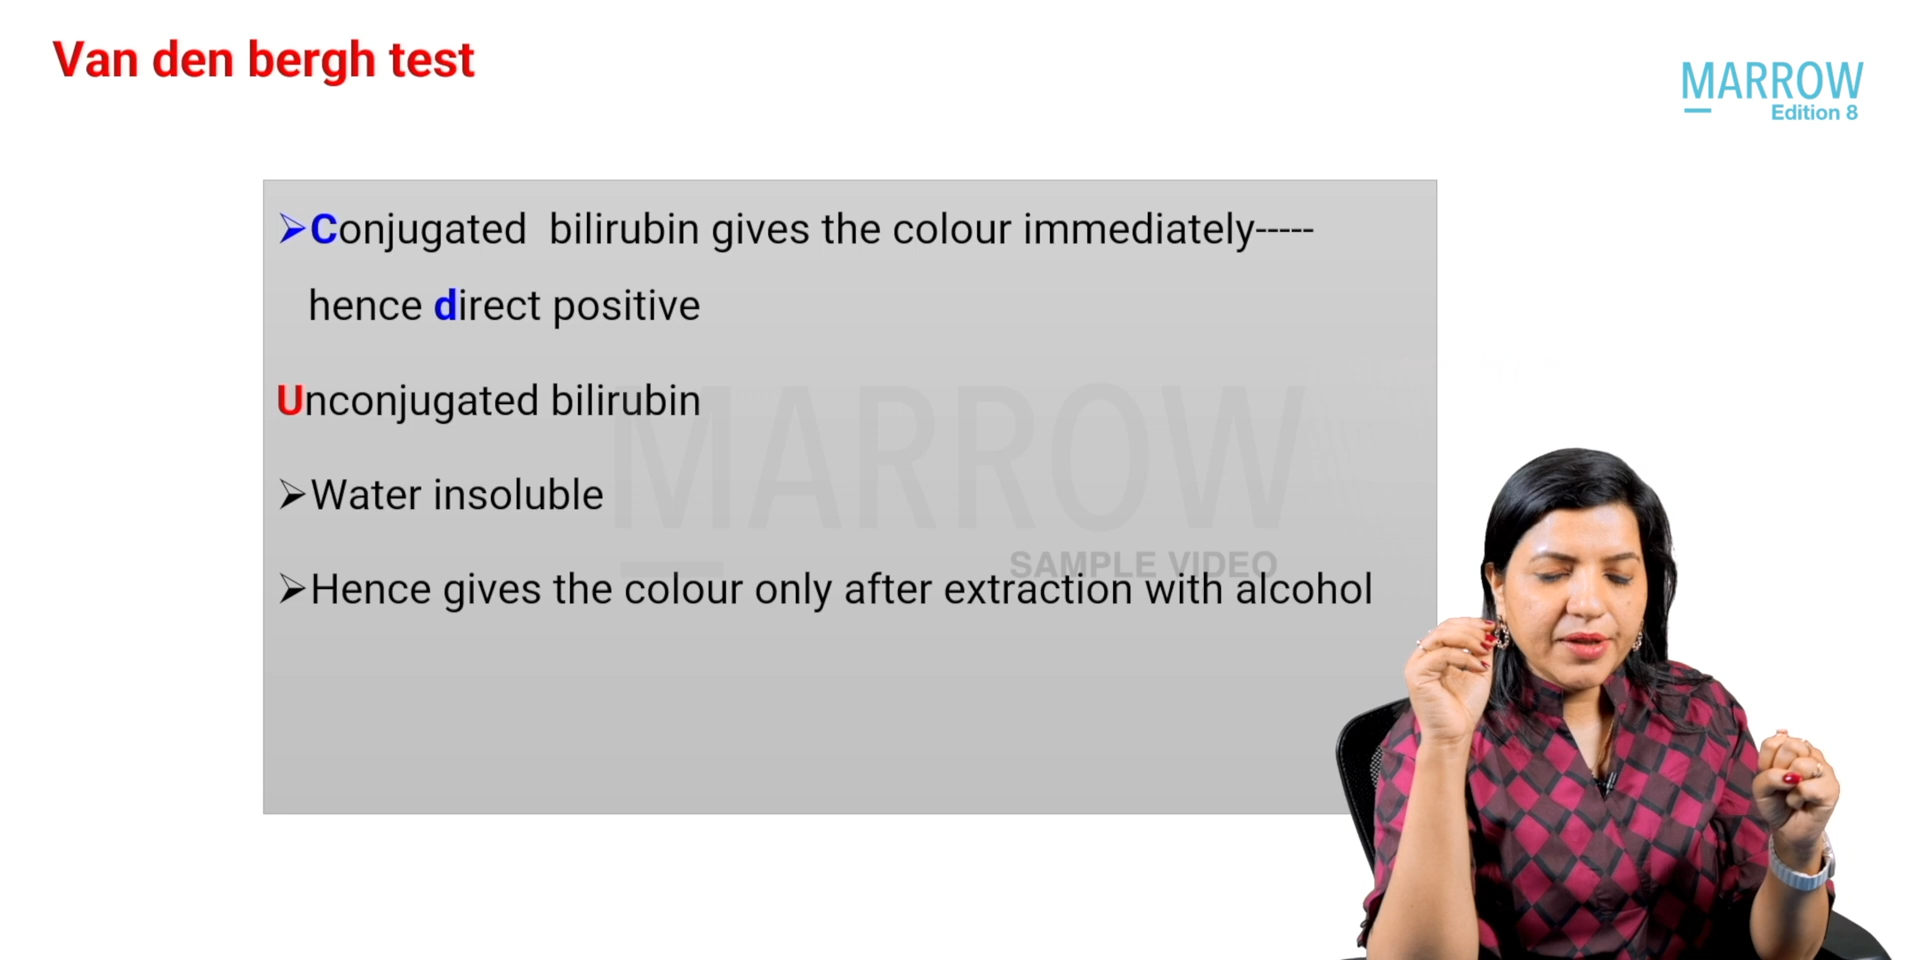 Van den bergh test
MARROW
Edition 8
➢Conjugated bilirubin gives the colour immediately-----
hence direct positive
Unconjugated bilirubin
➢Water insoluble
➢Hence gives the colour only after extraction with alcohol
MARROW
SAMPLE VIDEO